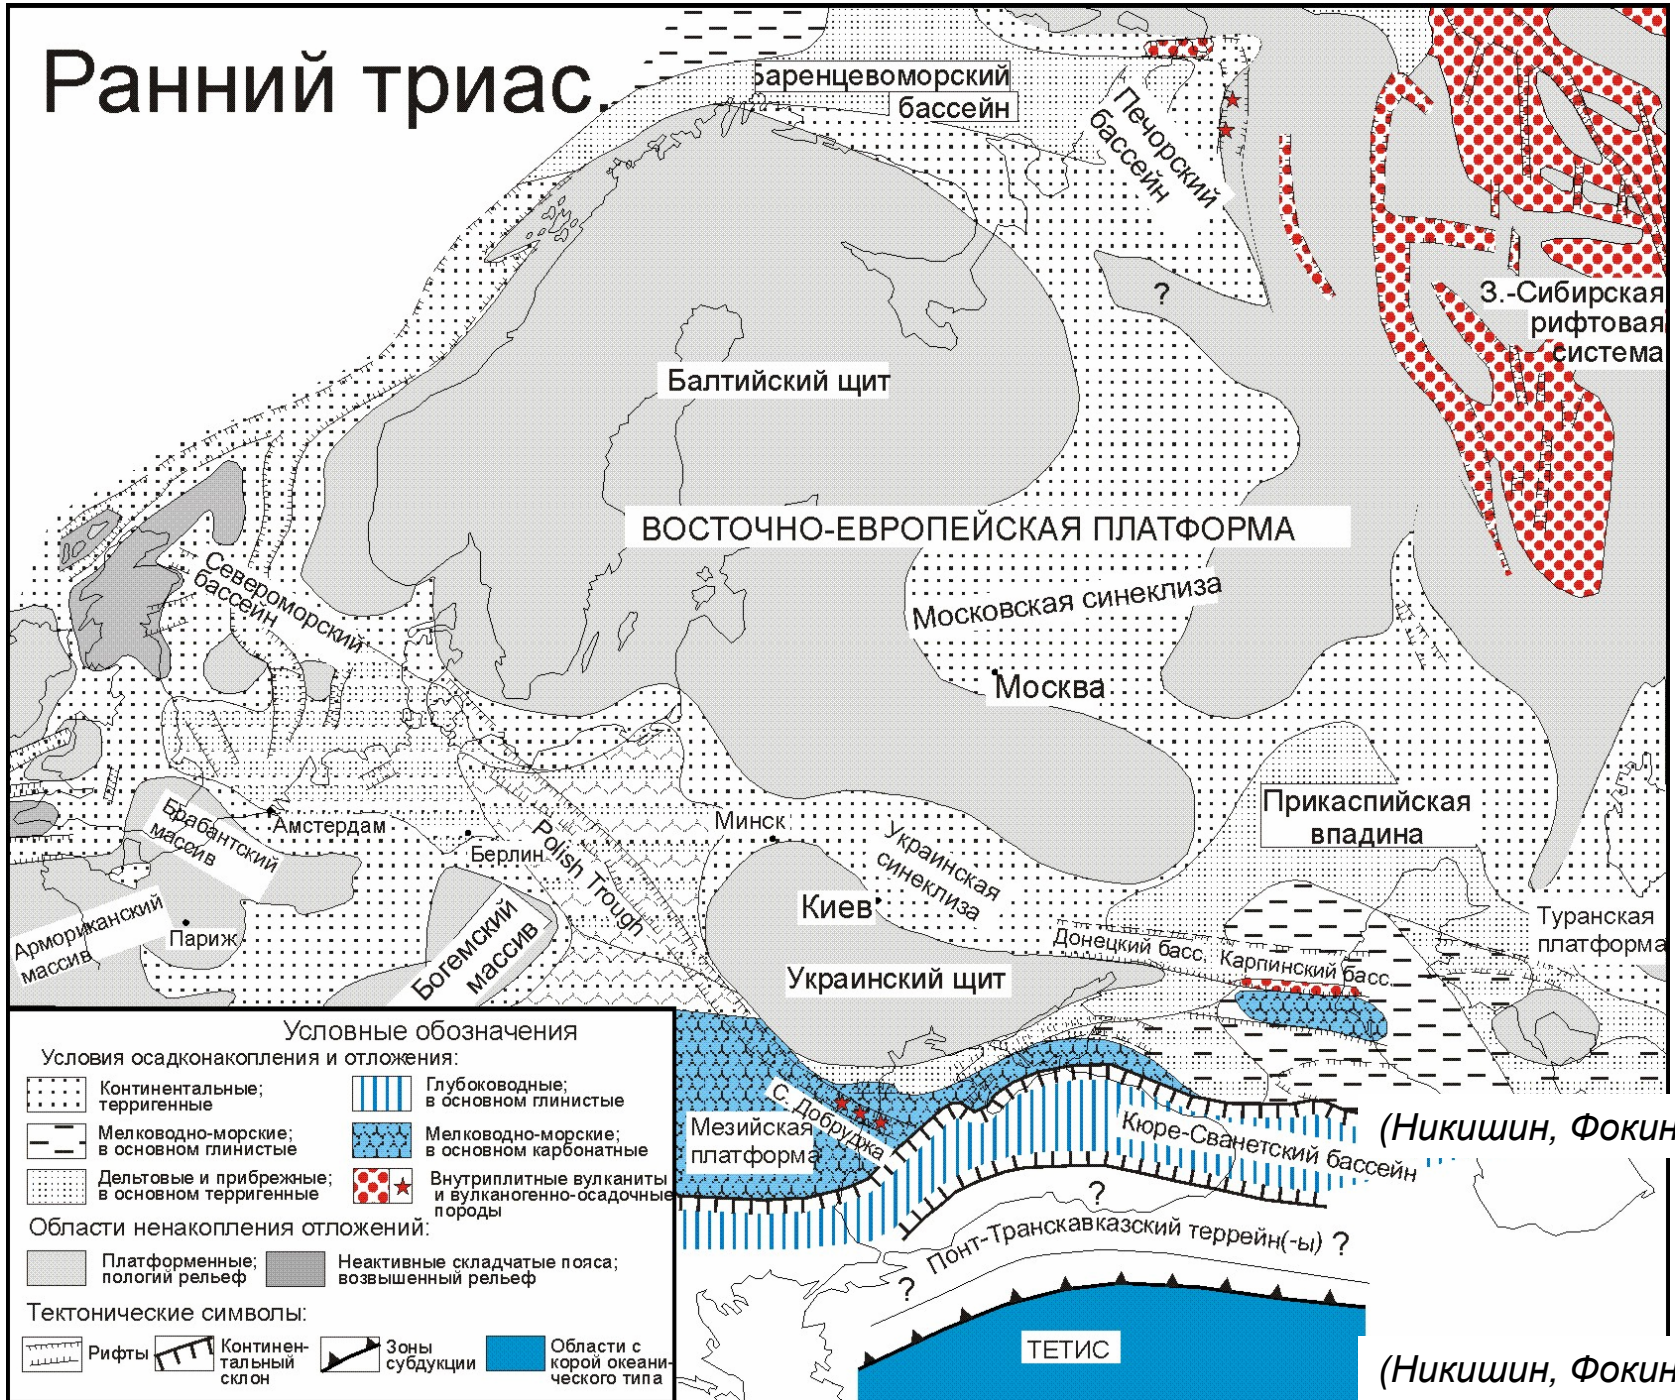 Ранний триас.
Баренцевоморский
бассейн
Печорский
бассейн
?
З.-Сибирская
рифтовая
система
Балтийский щит
ВОСТОЧНО-ЕВРОПЕЙСКАЯ ПЛАТФОРМА
Североморский
бассейн
Московская синеклиза
Москва
Прикаспийская
впадина
Брабантский
массив
Амстердам
Берлин
Polish Trough
Минск
Украинская
синеклиза
Киев
Армориканский
массив
Париж
Богемский
массив
Украинский щит
Донецкий басс.
Карпинский басс.
Туранская
платформа
С. Добруджа
Мезийская
платформа
Кюре-Сванетский бассейн
(Никишин, Фокин
?
Понт-Транскавказский террейн(-ы) ?
?
ТЕТИС
(Никишин, Фокин
Условные обозначения
Условия осадконакопления и отложения:
Континентальные;
терригенные
Мелководно-морские;
в основном глинистые
Дельтовые и прибрежные;
в основном терригенные
Глубоководные;
в основном глинистые
Мелководно-морские;
в основном карбонатные
Внутриплитные вулканиты
и вулканогенно-осадочные
породы
Области ненакопления отложений:
Платформенные;
пологий рельеф
Неактивные складчатые пояса;
возвышенный рельеф
Тектонические символы:
Рифты
Континен-
тальный
склон
Зоны
субдукции
Области с
корой океани-
ческого типа